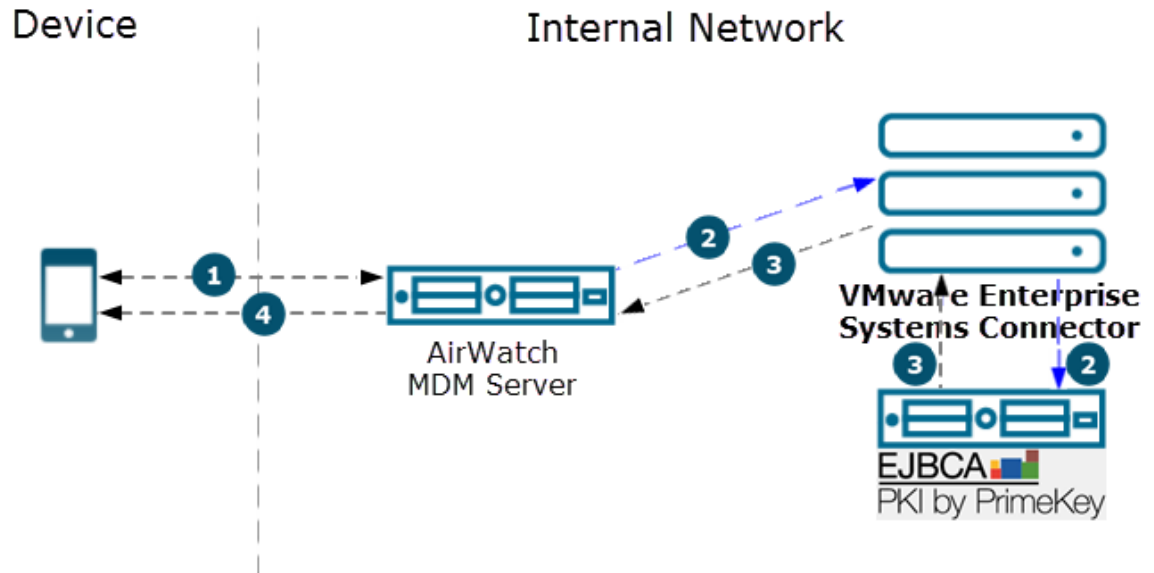 Device
Internal Network
2
3
1
4
VMware Enterprise
Systems Connector
AirWatch
MDM Server
3
2
EJBCA
PKI by PrimeKey